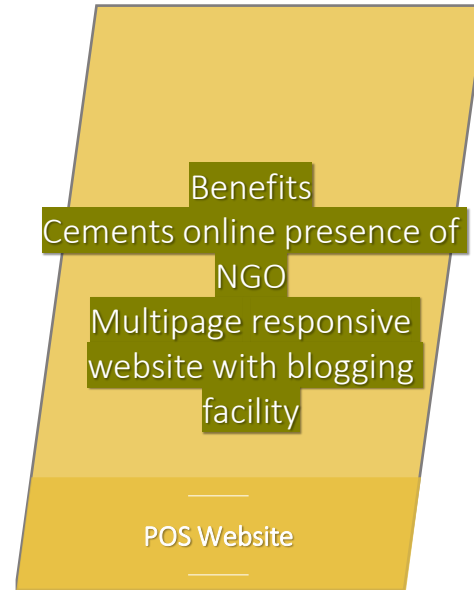 Benefits
Cements online presence of
NGO
Multipage responsive
website with blogging
facility
POS Website